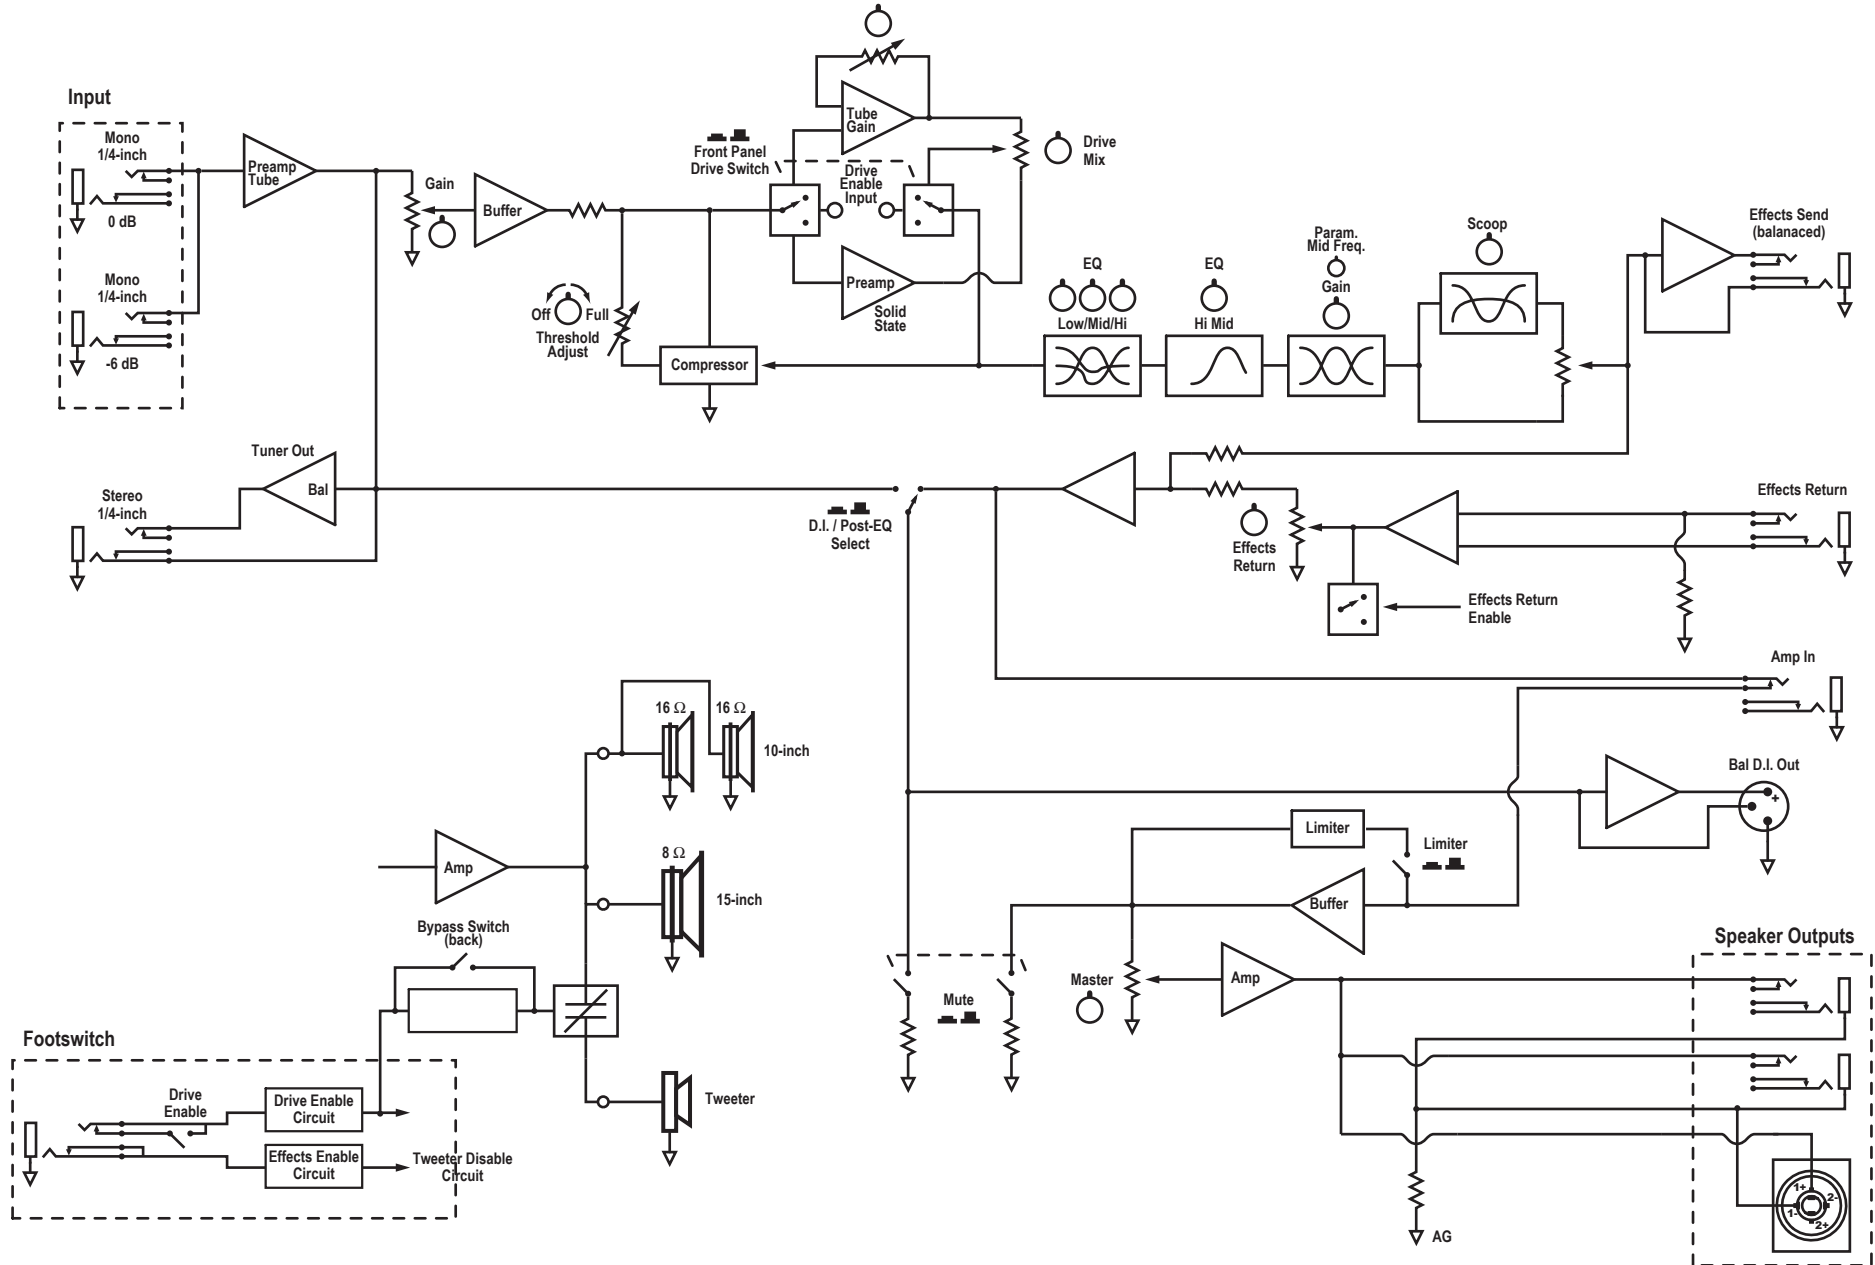 Input
Mono
1/4-inch
0 dB
Mono
1/4-inch
-6 dB
Preamp
Tube
Gain
Buffer
Off
Full
Threshold
Adjust
Compressor
Front Panel
Drive Switch
Tube
Gain
Drive
Enable
Input
Drive
Mix
Preamp
Solid
State
EQ
Low/Mid/Hi
EQ
Hi Mid
Param.
Mid Freq.
Gain
Scoop
Effects Send
(balanaced)
Tuner Out
Bal
Stereo
1/4-inch
D.I. / Post-EQ
Select
Effects
Return
Effects Return
Effects Return
Enable
Amp In
16 Ω
16 Ω
10-inch
Amp
8 Ω
15-inch
Bypass Switch
(back)
Tweeter
Footswitch
Drive
Enable
Drive Enable
Circuit
Effects Enable
Circuit
Tweeter Disable
Circuit
Bal D.I. Out
+
Limiter
Limiter
Buffer
Mute
Master
Amp
Speaker Outputs
1+
2-
1-
2+
AG